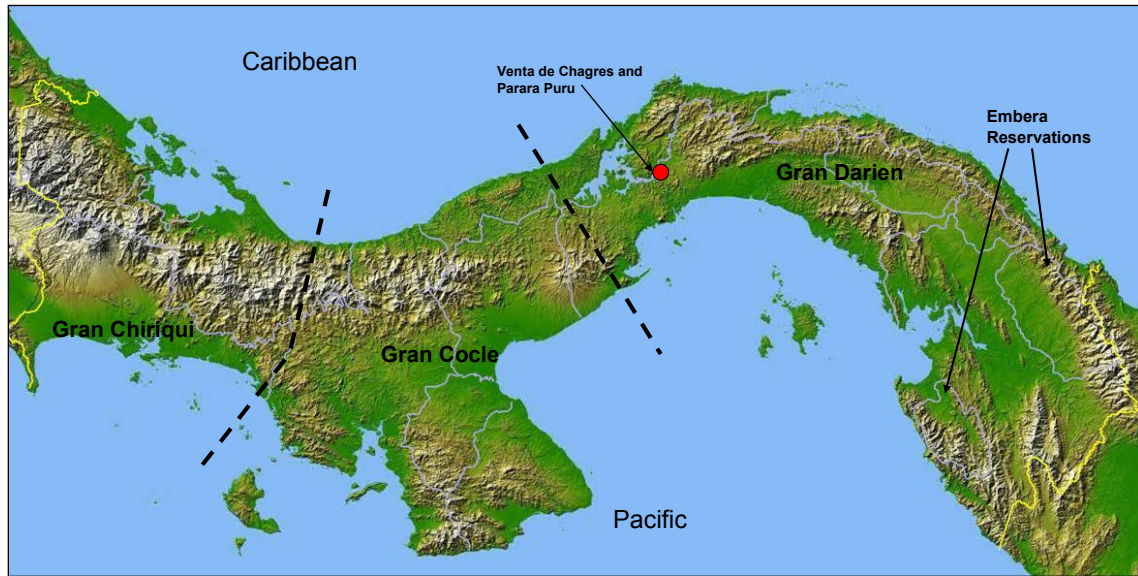 Caribbean
Venta de Chagres and
Parara Puru
Embera
Reservations
Gran Darien
Gran Chiriqui
Gran Cocle
Pacific